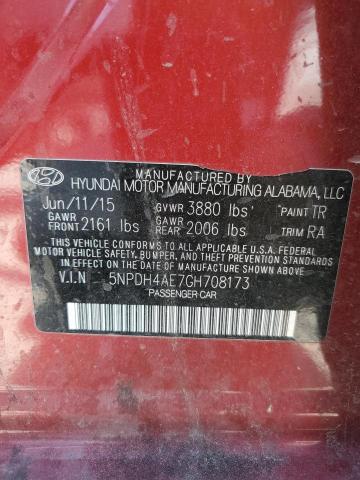 MANUFACTURED BY
HYUNDAI MOTOR MANUFACTURING ALABAMA, LLC
Jun/11/15 GVWR 3880 lbs PAINT TR
GAWR FRONT 2161 lbs GAWR REAR 2006 lbs TRIM RA
THIS VEHICLE CONFORMS TO ALL APPLICABLE U.S.A. FEDERAL
MOTOR VEHICLE SAFETY, BUMPER, AND THEFT PREVENTION STANDARDS
IN EFFECT ON THE DATE OF MANUFACTURE SHOWN ABOVE.
V.I.N 5NPDH4AE7GH708173
PASSENGER CAR